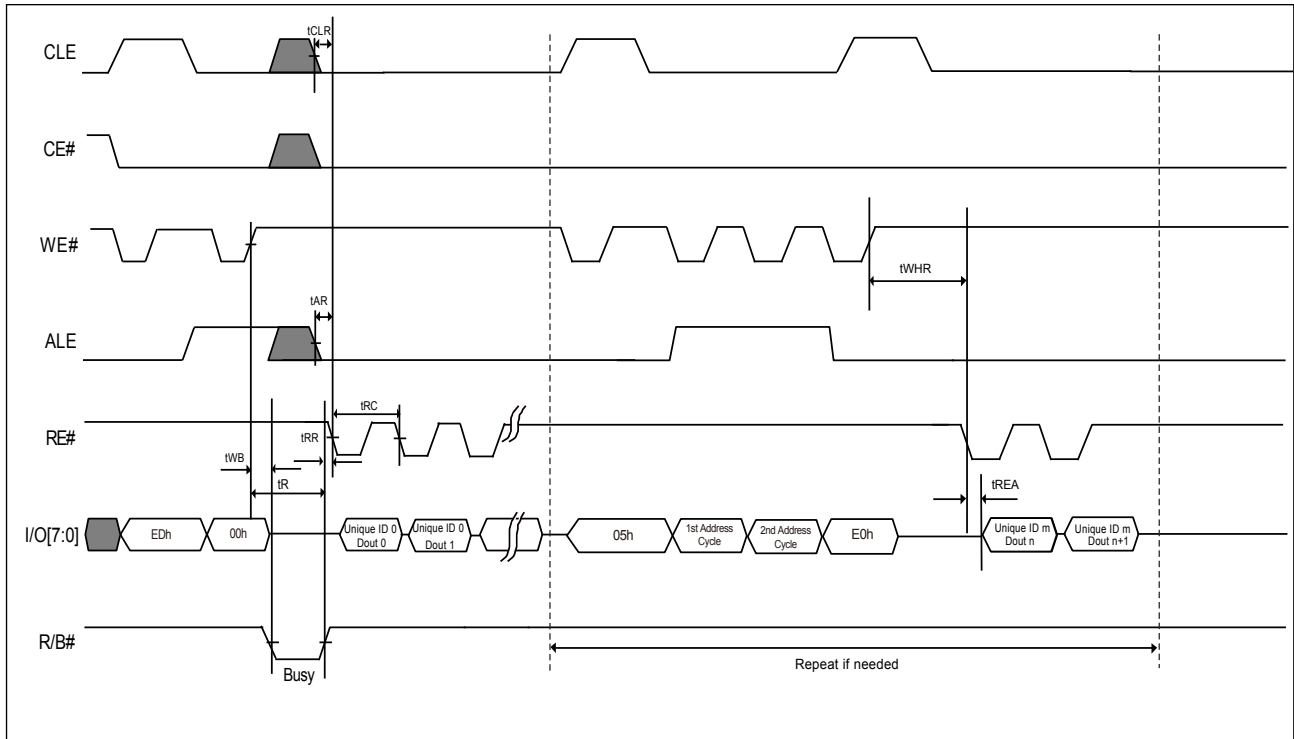 tCLR
CLE
CE#
WE#
tWHR
tAR
ALE
tRC
RE#
tRR
tWB
tR
tREA
I/O[7:0]
EDh
00h
Unique ID 0
Dout 0
Unique ID 0
Dout 1
05h
1st Address
Cycle
2nd Address
Cycle
E0h
Unique ID m
Dout n
Unique ID m
Dout n+1
R/B#
Busy
Repeat if needed